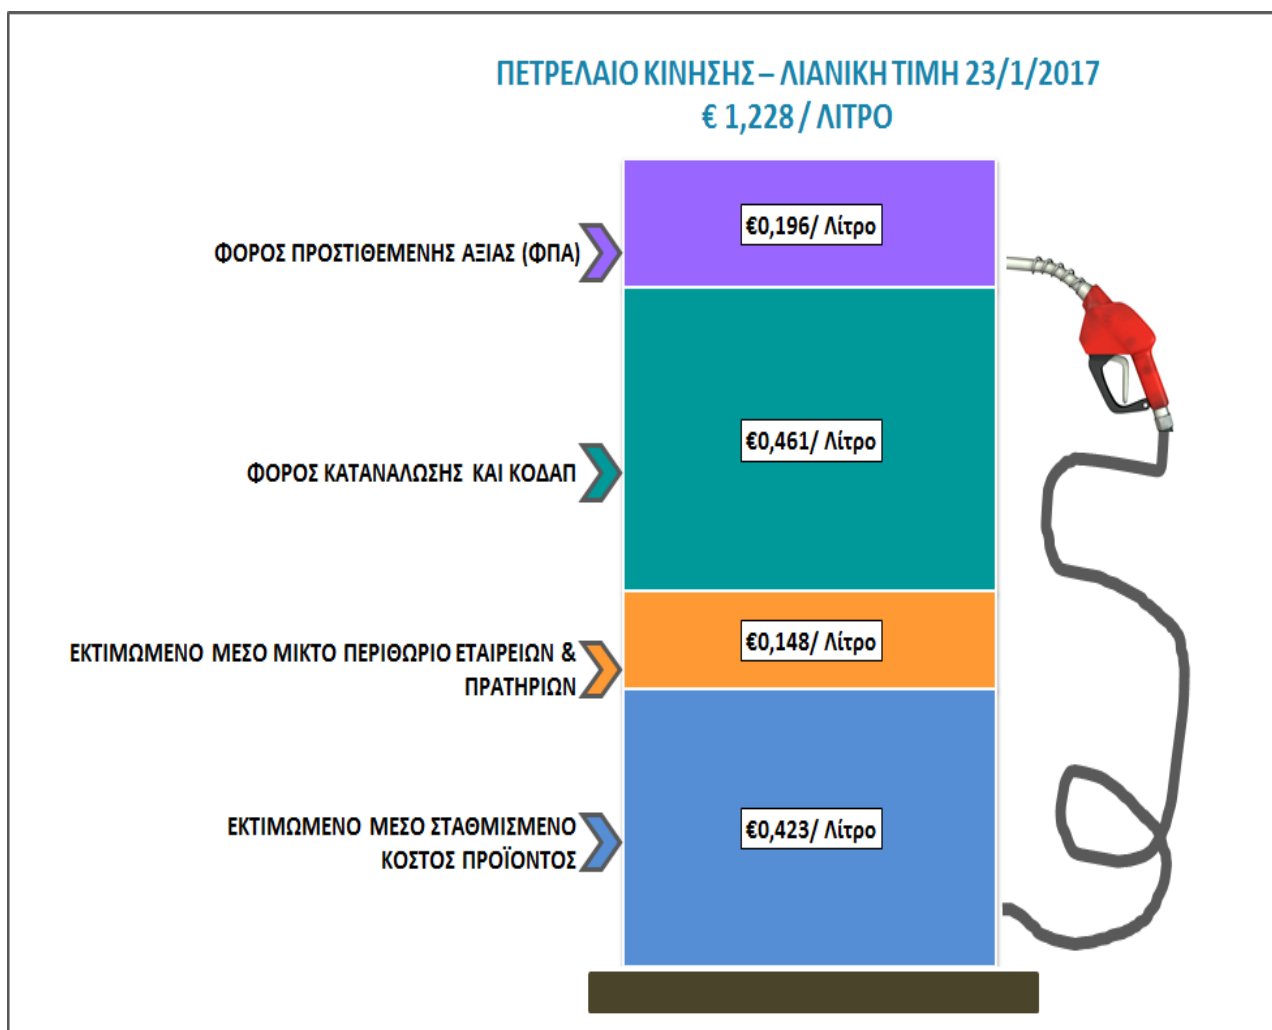 ΠΕΤΡΕΛΑΙΟ ΚΙΝΗΣΗΣ – ΛΙΑΝΙΚΗ ΤΙΜΗ 23/1/2017
€ 1,228 / ΛΙΤΡΟ
€0,196/ Λίτρο
ΦΟΡΟΣ ΠΡΟΣΤΙΘΕΜΕΝΗΣ ΑΞΙΑΣ (ΦΠΑ)
€0,461/ Λίτρο
ΦΟΡΟΣ ΚΑΤΑΝΑΛΩΣΗΣ ΚΑΙ ΚΟΔΑΠ
€0,148/ Λίτρο
ΕΚΤΙΜΩΜΕΝΟ ΜΕΣΟ ΜΙΚΤΟ ΠΕΡΙΘΩΡΙΟ ΕΤΑΙΡΕΙΩΝ &
ΠΡΑΤΗΡΙΩΝ
€0,423/ Λίτρο
ΕΚΤΙΜΩΜΕΝΟ ΜΕΣΟ ΣΤΑΘΜΙΣΜΕΝΟ
ΚΟΣΤΟΣ ΠΡΟΪΟΝΤΟΣ